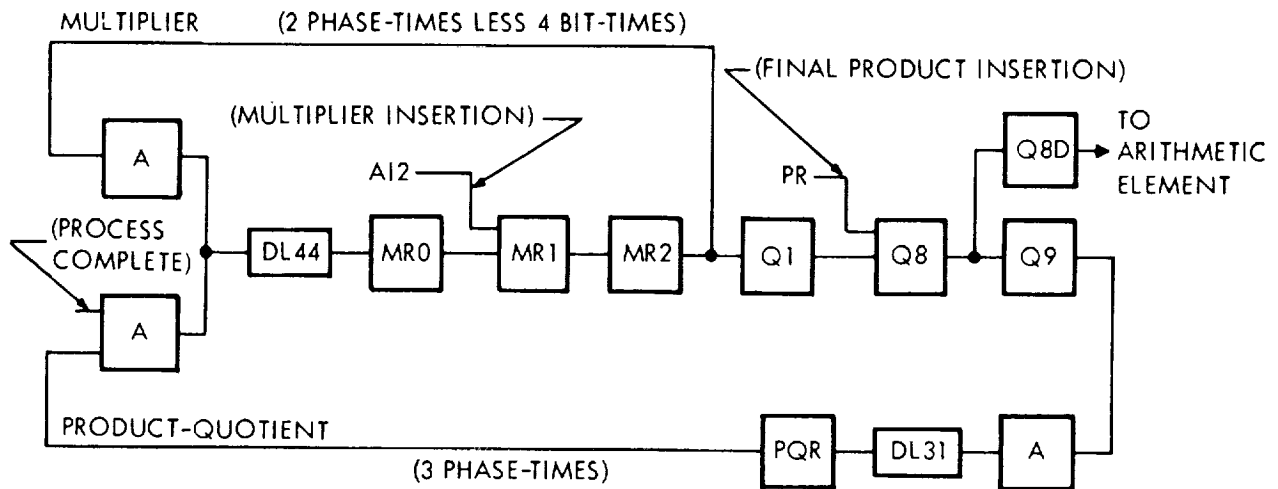 MULTIPLIER (2 PHASE-TIMES LESS 4 BIT-TIMES)
(FINAL PRODUCT INSERTION)
(MULTIPLIER INSERTION)
A
AI2
PR
Q8D
TO
ARITHMETIC
ELEMENT
(PROCESS
COMPLETE)
DL44
MR0
MR1
MR2
Q1
Q8
Q9
A
PRODUCT-QUOTIENT
(3 PHASE-TIMES)
PQR
DL31
A